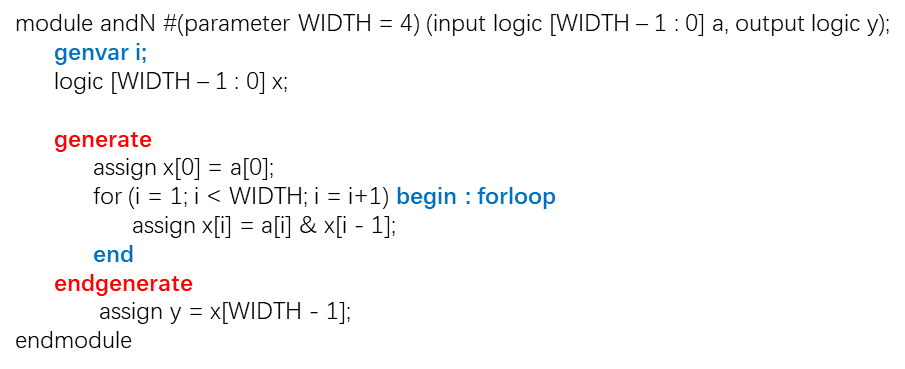 module andN #(parameter WIDTH = 4) (input logic [WIDTH – 1 : 0] a, output logic y);
genvar i;
logic [WIDTH – 1 : 0] x;
generate
assign x[0] = a[0];
for (i = 1; i < WIDTH; i = i+1) begin : forloop
assign x[i] = a[i] & x[i - 1];
end
endgenerate
assign y = x[WIDTH - 1];
endmodule